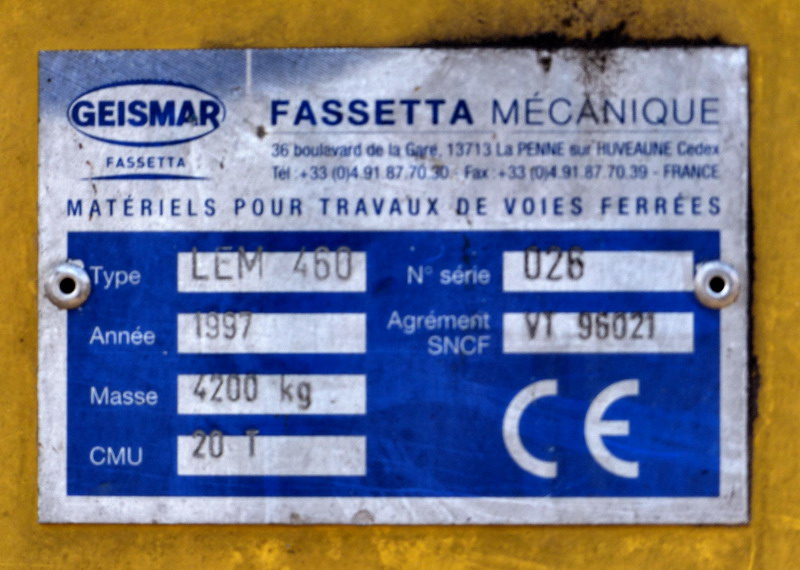 GEISMAR
FASSETTA
FASSETTA MÉCANIQUE
36 boulavard de la Gare, 13713 La PENNE sur HUVEAUNE Cedex
Tél : +33 (0)4.91.87.70.30 - Fax : +33 (0)4.91.87.70.39 - FRANCE
MATÉRIELS POUR TRAVAUX DE VOIES FERRÉES
Type LEM 460 N° série 026
Année 1997 Agrément SNCF VT 96021
Masse 4200 kg
CMU 20 T
CE